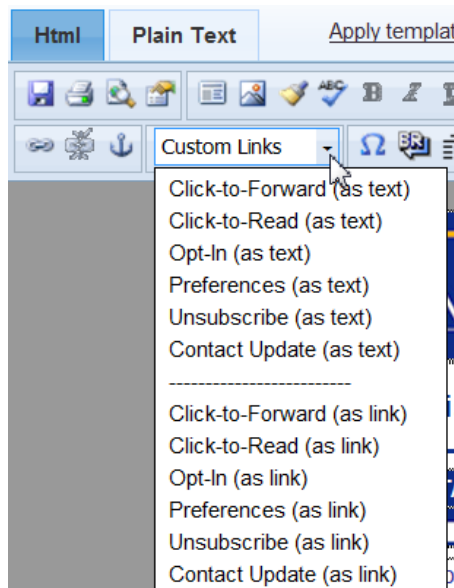 Html Plain Text Apply templat
ABC B I
Custom Links Ω
Click-to-Forward (as text)
Click-to-Read (as text)
Opt-In (as text)
Preferences (as text)
Unsubscribe (as text)
Contact Update (as text)
--------------------------
Click-to-Forward (as link)
Click-to-Read (as link)
Opt-In (as link)
Preferences (as link)
Unsubscribe (as link)
Contact Update (as link)